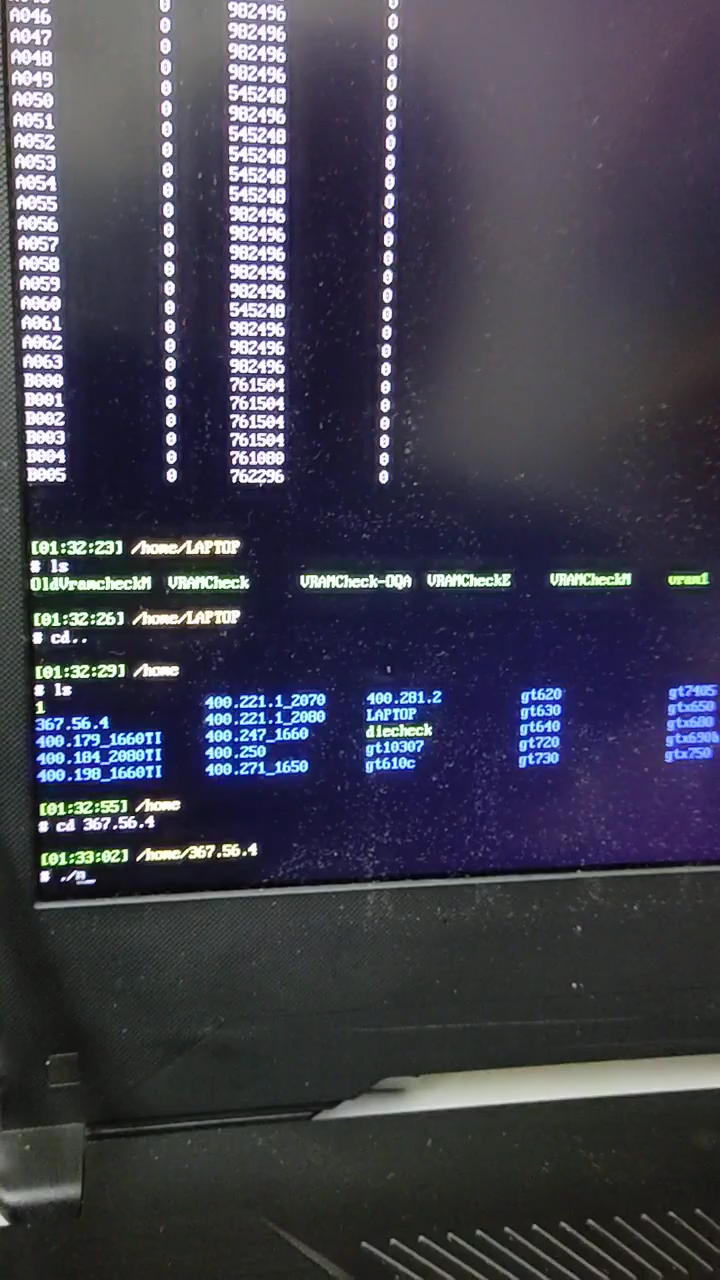 A046 0 982496 0
A047 0 982496 0
A048 0 982496 0
A049 0 982496 0
A050 0 545248 0
A051 0 982496 0
A052 0 545248 0
A053 0 545248 0
A054 0 545248 0
A055 0 545248 0
A056 0 982496 0
A057 0 982496 0
A058 0 982496 0
A059 0 982496 0
A060 0 545248 0
A061 0 982496 0
A062 0 982496 0
A063 0 982496 0
B000 0 761504 0
B001 0 761504 0
B002 0 761504 0
B003 0 761504 0
B004 0 761080 0
B005 0 762296 0
[01:32:23] /home/LAPTOP
# ls
OldVramcheckM VRAMCheck VRAMCheck-OQA VRAMCheckE VRAMCheckM
[01:32:26] /home/LAPTOP
# cd..
[01:32:29] /home
# ls
1 400.221.1_2070 400.281.2 gt620 gt740S
367.56.4 400.221.1_2080 LAPTOP gt630 gtx650
400.179_1660TI 400.247_1660 diecheck gt640 gtx680
400.184_2080TI 400.250 gt10307 gt720 gtx690b
400.198_1660TI 400.271_1650 gt610c gt730 gtx750
[01:32:55] /home
# cd 367.56.4
[01:33:02] /home/367.56.4
# ./m_